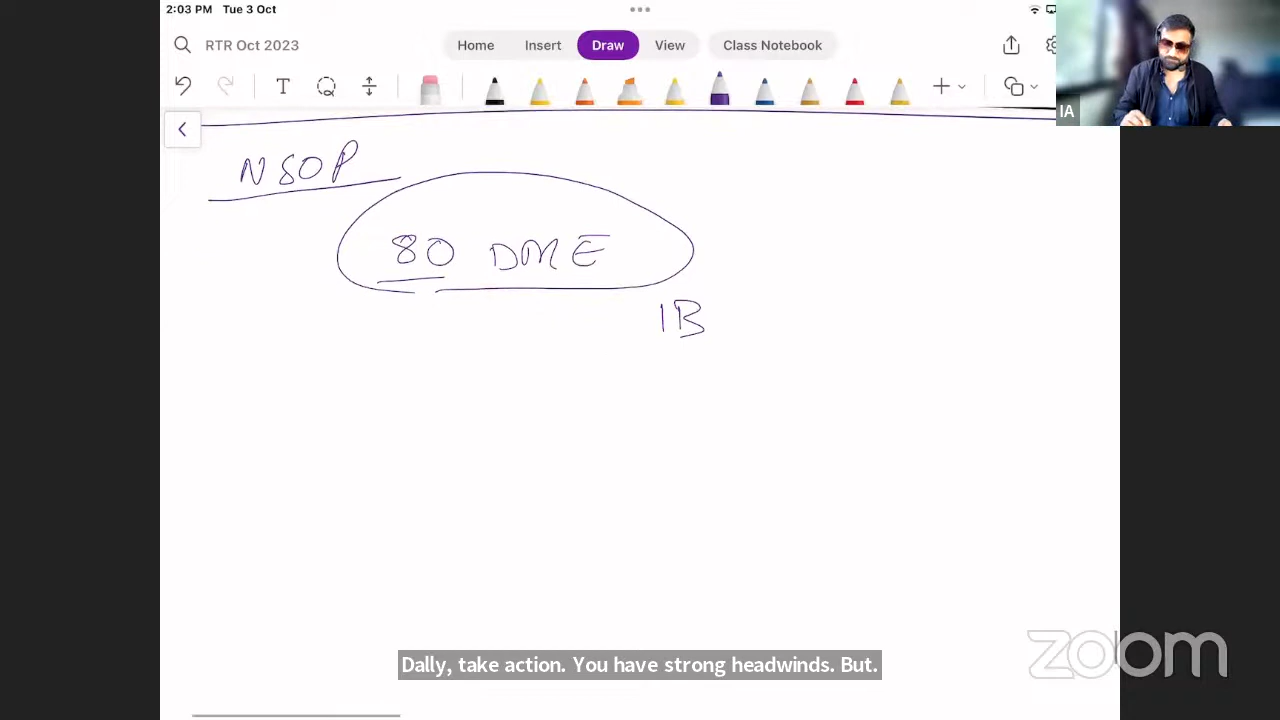 2:03 PM Tue 3 Oct
RTR Oct 2023
Home Insert Draw View Class Notebook
T
IA
NSOP
80 DME
IB
zoom
Dally, take action. You have strong headwinds. But.